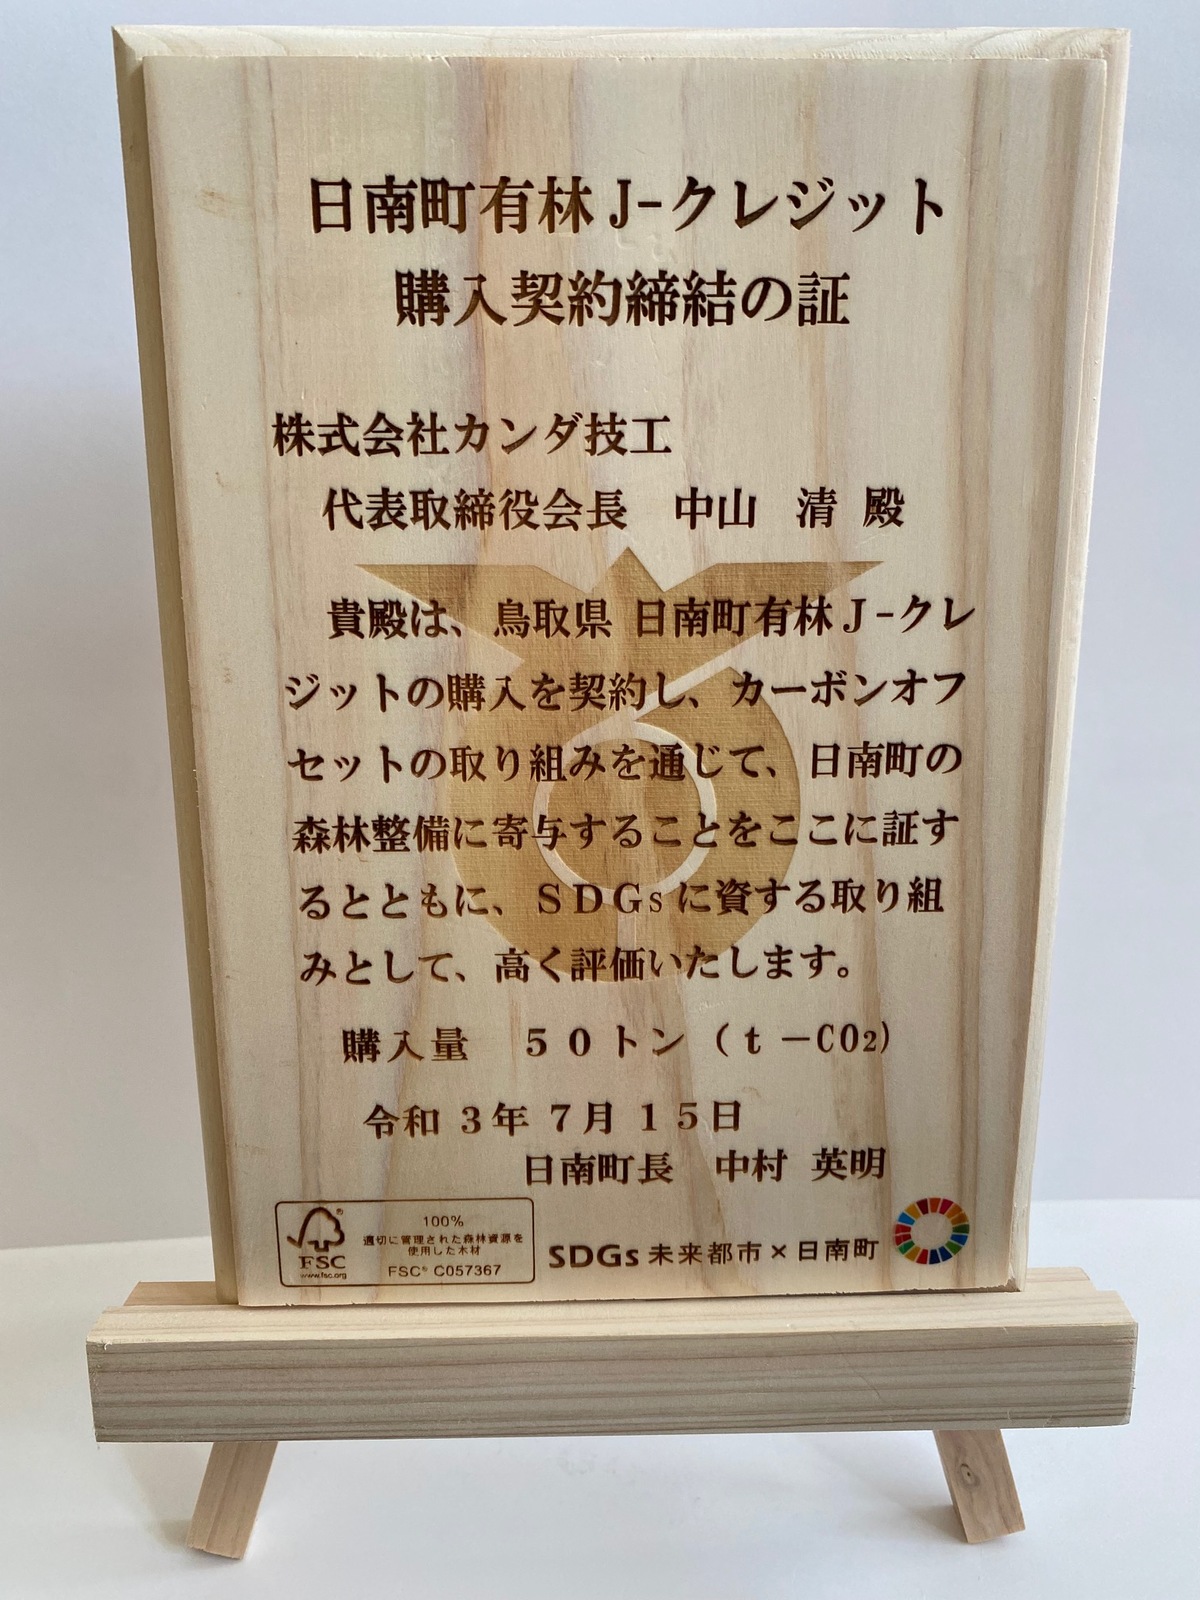 日南町有林J-クレジット
購入契約締結の証
株式会社カンダ技工
代表取締役会長 中山 清 殿
貴殿は、鳥取県 日南町有林J-クレ
ジットの購入を契約し、カーボンオフ
セットの取り組みを通じて、日南町の
森林整備に寄与することをここに証す
るとともに、SDGsに資する取り組
みとして、高く評価いたします。
購入量 50トン(t-CO2)
令和3年7月15日
日南町長 中村 英明
FSC®
www.fsc.org
100%
適切に管理された森林資源を
使用した木材
FSC® C057367
SDGs未来都市×日南町